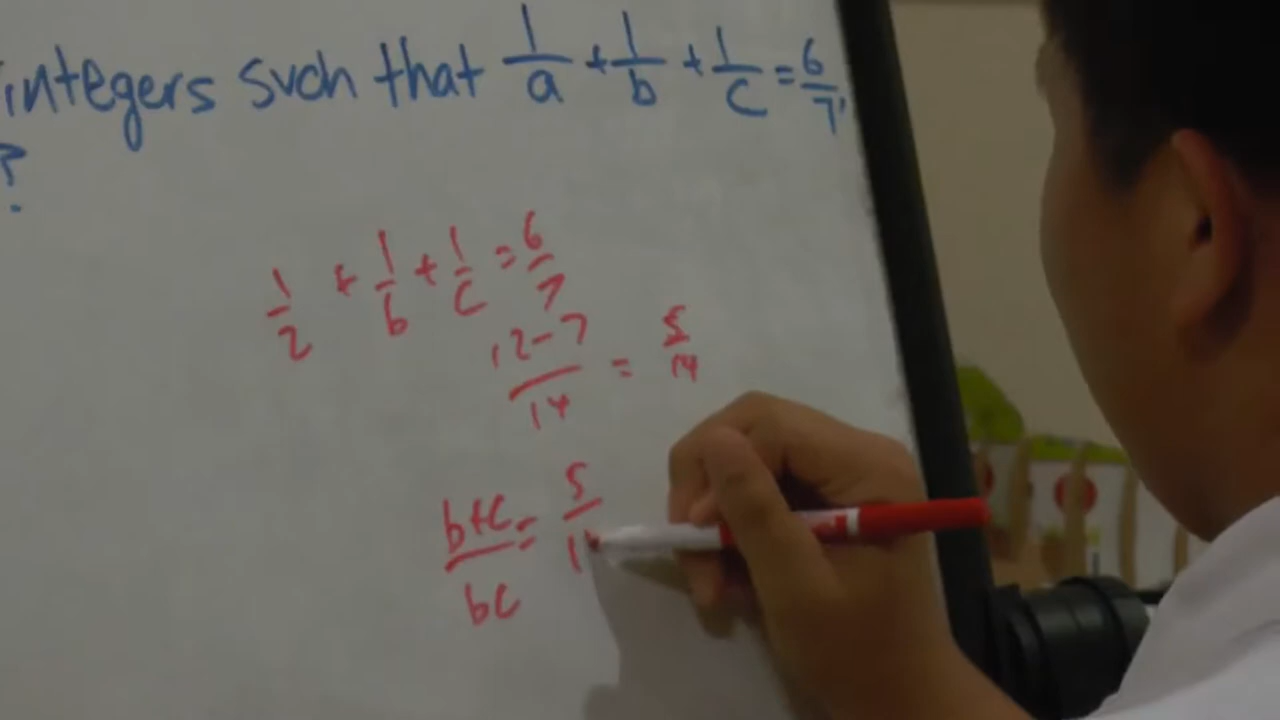 integers such that 1/a + 1/b + 1/c = 6/7,
?
1/2 + 1/b + 1/c = 6/7
12-7/14 = 5/14
b+c/bc = 5/1